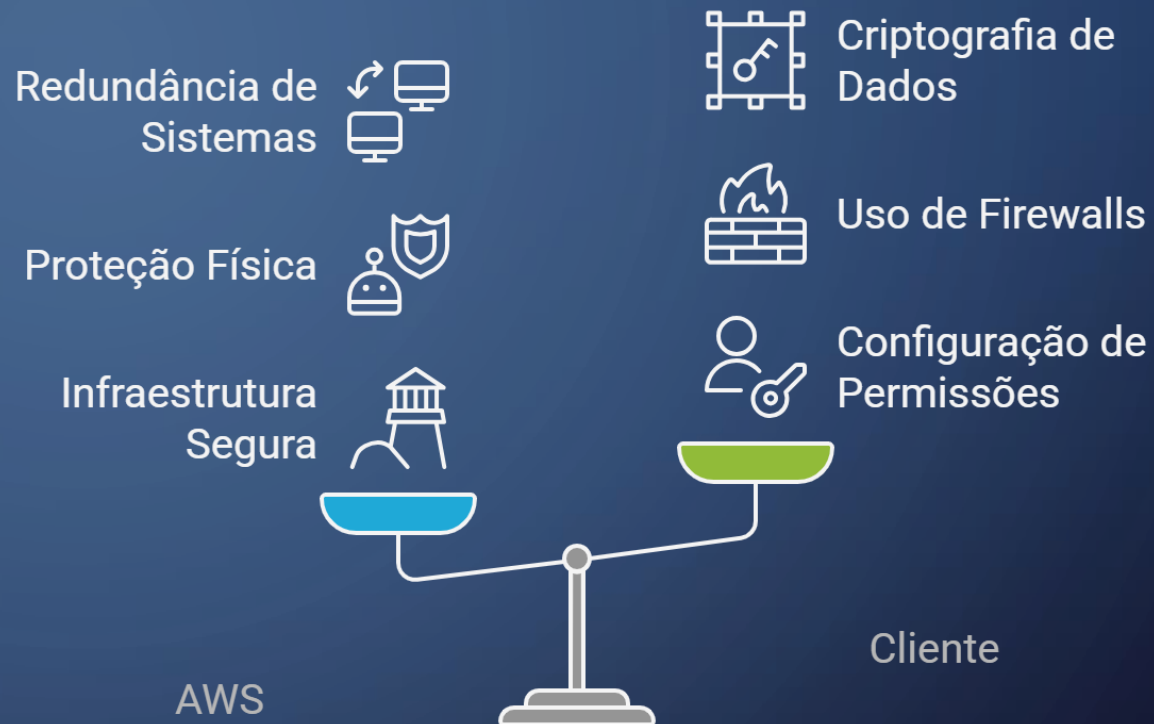 Redundância de
Sistemas
Proteção Física
Infraestrutura
Segura
AWS
Criptografia de
Dados
Uso de Firewalls
Configuração de
Permissões
Cliente